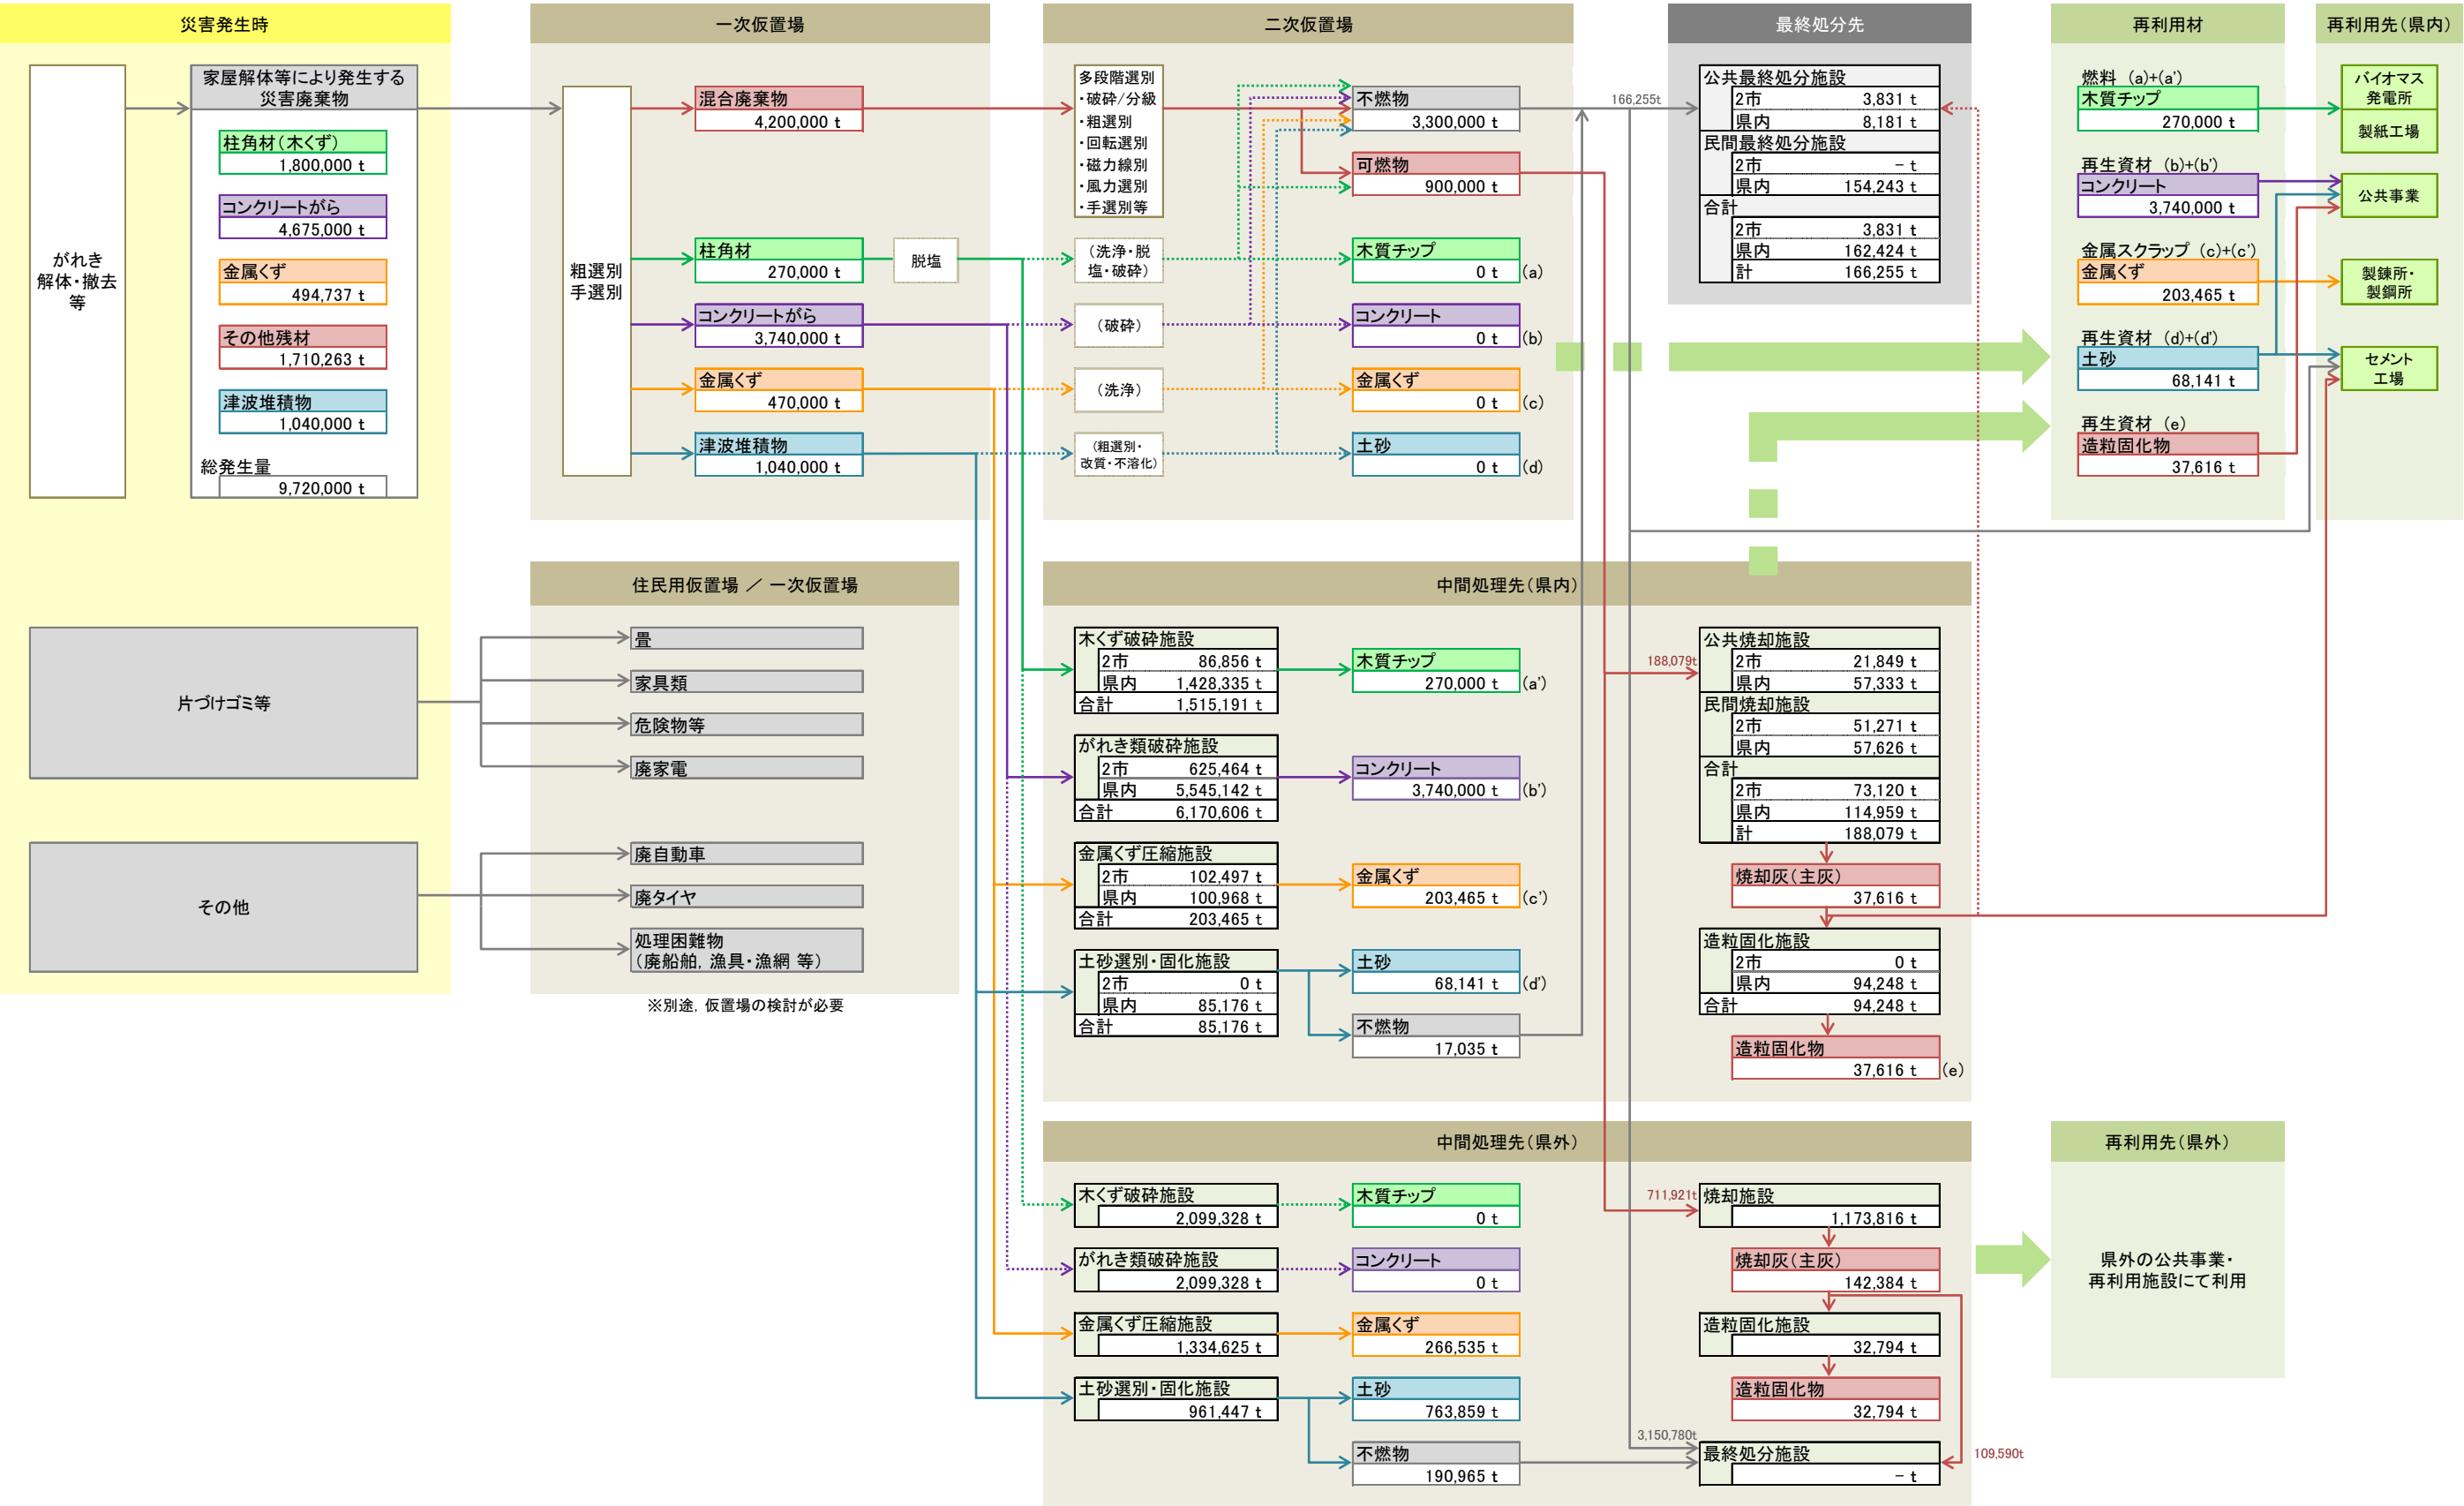 災害発生時
がれき
解体・撤去
等
家屋解体等により発生する
災害廃棄物
柱角材(木くず)
1,800,000 t
コンクリートがら
4,675,000 t
金属くず
494,737 t
その他残材
1,710,263 t
津波堆積物
1,040,000 t
総発生量
9,720,000 t
片づけゴミ等
その他
一次仮置場
粗選別
手選別
混合廃棄物
4,200,000 t
柱角材
270,000 t
脱塩
コンクリートがら
3,740,000 t
金属くず
470,000 t
津波堆積物
1,040,000 t
住民用仮置場 / 一次仮置場
畳
家具類
危険物等
廃家電
廃自動車
廃タイヤ
処理困難物
(廃船舶, 漁具・漁網 等)
※別途, 仮置場の検討が必要
二次仮置場
多段階選別
・破砕/分級
・粗選別
・回転選別
・磁力線別
・風力選別
・手選別等
(洗浄・脱
塩・破砕)
(破砕)
(洗浄)
(粗選別・
改質・不溶化)
不燃物
3,300,000 t
可燃物
900,000 t
木質チップ
0 t (a)
コンクリート
0 t (b)
金属くず
0 t (c)
土砂
0 t (d)
166,255t
最終処分先
公共最終処分施設
2市 3,831 t
県内 8,181 t
民間最終処分施設
2市 - t
県内 154,243 t
合計
2市 3,831 t
県内 162,424 t
計 166,255 t
再利用材
燃料 (a)+(a')
木質チップ
270,000 t
再生資材 (b)+(b')
コンクリート
3,740,000 t
金属スクラップ (c)+(c')
金属くず
203,465 t
再生資材 (d)+(d')
土砂
68,141 t
再生資材 (e)
造粒固化物
37,616 t
再利用先(県内)
バイオマス
発電所
製紙工場
公共事業
製錬所・
製鋼所
セメント
工場
中間処理先(県内)
木くず破砕施設
2市 86,856 t
県内 1,428,335 t
合計 1,515,191 t
木質チップ
270,000 t (a')
がれき類破砕施設
2市 625,464 t
県内 5,545,142 t
合計 6,170,606 t
コンクリート
3,740,000 t (b')
金属くず圧縮施設
2市 102,497 t
県内 100,968 t
合計 203,465 t
金属くず
203,465 t (c')
土砂選別・固化施設
2市 0 t
県内 85,176 t
合計 85,176 t
土砂
68,141 t (d')
不燃物
17,035 t
188,079t
公共焼却施設
2市 21,849 t
県内 57,333 t
民間焼却施設
2市 51,271 t
県内 57,626 t
合計
2市 73,120 t
県内 114,959 t
計 188,079 t
焼却灰(主灰)
37,616 t
造粒固化施設
2市 0 t
県内 94,248 t
合計 94,248 t
造粒固化物
37,616 t (e)
中間処理先(県外)
木くず破砕施設
2,099,328 t
木質チップ
0 t
がれき類破砕施設
2,099,328 t
コンクリート
0 t
金属くず圧縮施設
1,334,625 t
金属くず
266,535 t
土砂選別・固化施設
961,447 t
土砂
763,859 t
不燃物
190,965 t
711,921t
焼却施設
1,173,816 t
焼却灰(主灰)
142,384 t
造粒固化施設
32,794 t
造粒固化物
32,794 t
3,150,780t
最終処分施設
- t
109,590t
再利用先(県外)
県外の公共事業・
再利用施設にて利用